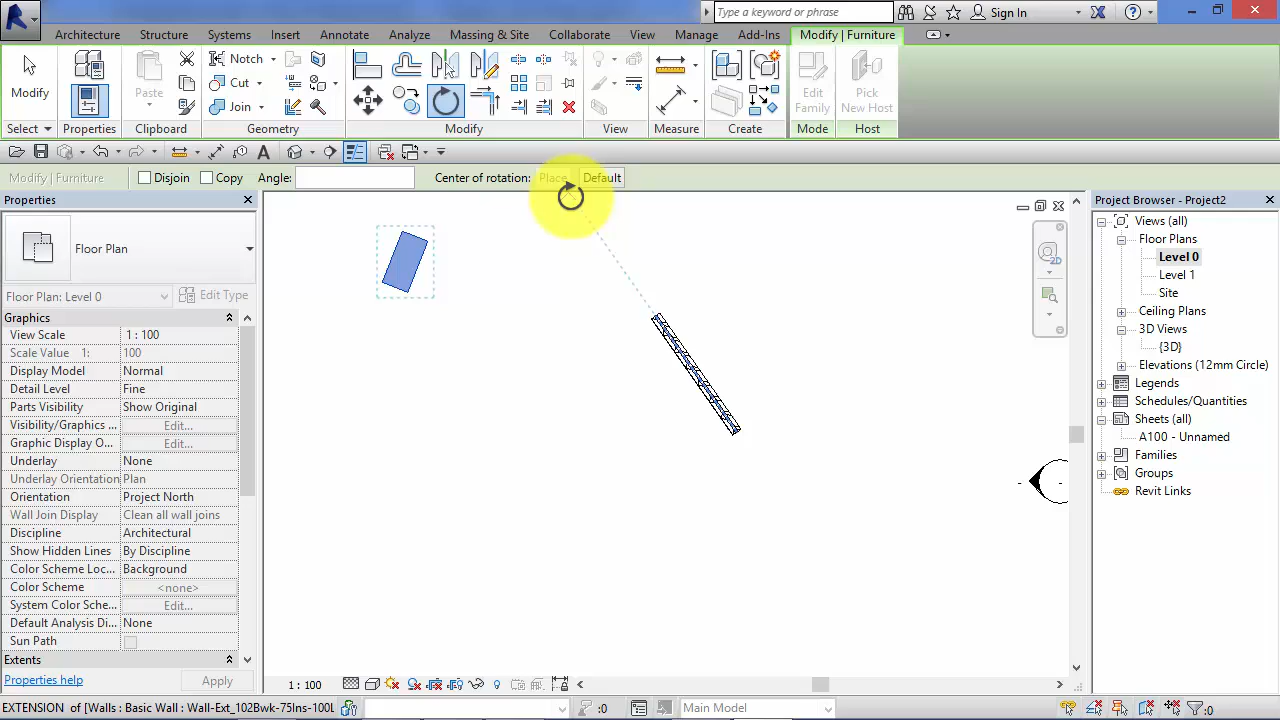 Type a keyword or phrase
Sign In
Architecture Structure Systems Insert Annotate Analyze Massing & Site Collaborate View Manage Add-Ins Modify | Furniture
Modify
Paste
Notch
Cut
Join
Edit Family
Pick New Host
Select Properties Clipboard Geometry Modify View Measure Create Mode Host
Modify | Furniture Disjoin Copy Angle: Center of rotation: Place Default
Properties
Floor Plan
Floor Plan: Level 0 Edit Type
Graphics
View Scale 1 : 100
Scale Value 1: 100
Display Model Normal
Detail Level Fine
Parts Visibility Show Original
Visibility/Graphics ... Edit...
Graphic Display O... Edit...
Underlay None
Underlay Orientation Plan
Orientation Project North
Wall Join Display Clean all wall joins
Discipline Architectural
Show Hidden Lines By Discipline
Color Scheme Loc... Background
Color Scheme <none>
System Color Sche... Edit...
Default Analysis Di... None
Sun Path
Extents
Properties help Apply
2D
Project Browser - Project2
Views (all)
Floor Plans
Level 0
Level 1
Site
Ceiling Plans
3D Views
{3D}
Elevations (12mm Circle)
Legends
Schedules/Quantities
Sheets (all)
A100 - Unnamed
Families
Groups
Revit Links
1 : 100
EXTENSION of [Walls : Basic Wall : Wall-Ext_102Bwk-75Ins-100L :0 Main Model :0